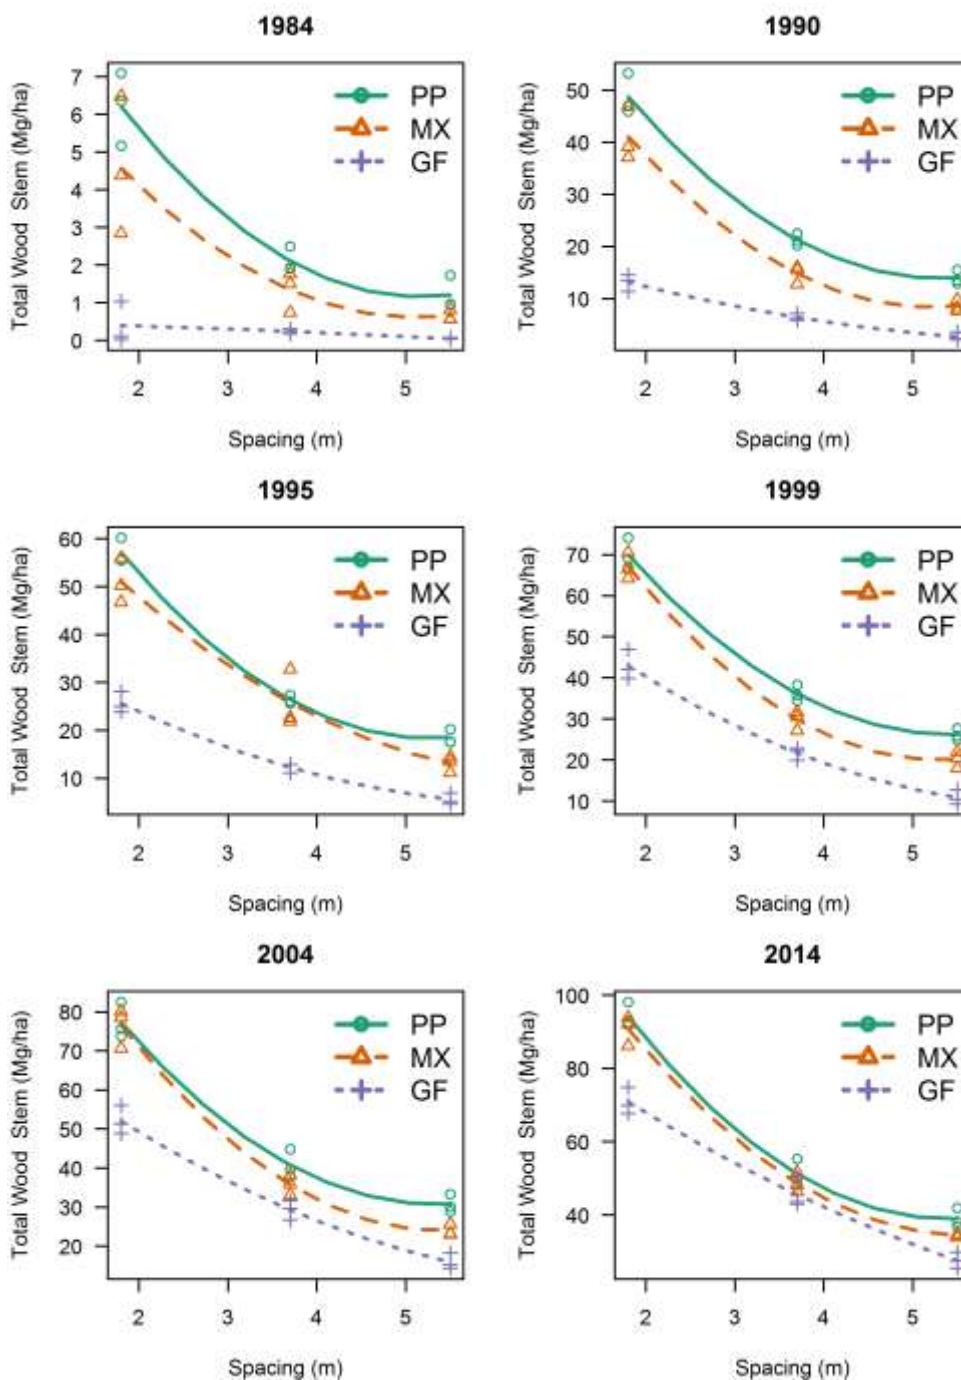 1984
Total Wood Stem (Mg/ha)
7
6
5
4
3
2
1
0
PP
MX
GF
2 3 4 5
Spacing (m)
1990
Total Wood Stem (Mg/ha)
50
40
30
20
10
PP
MX
GF
2 3 4 5
Spacing (m)
1995
Total Wood Stem (Mg/ha)
60
50
40
30
20
10
PP
MX
GF
2 3 4 5
Spacing (m)
1999
Total Wood Stem (Mg/ha)
70
60
50
40
30
20
10
PP
MX
GF
2 3 4 5
Spacing (m)
2004
Total Wood Stem (Mg/ha)
80
70
60
50
40
30
20
PP
MX
GF
2 3 4 5
Spacing (m)
2014
Total Wood Stem (Mg/ha)
100
80
60
40
PP
MX
GF
2 3 4 5
Spacing (m)